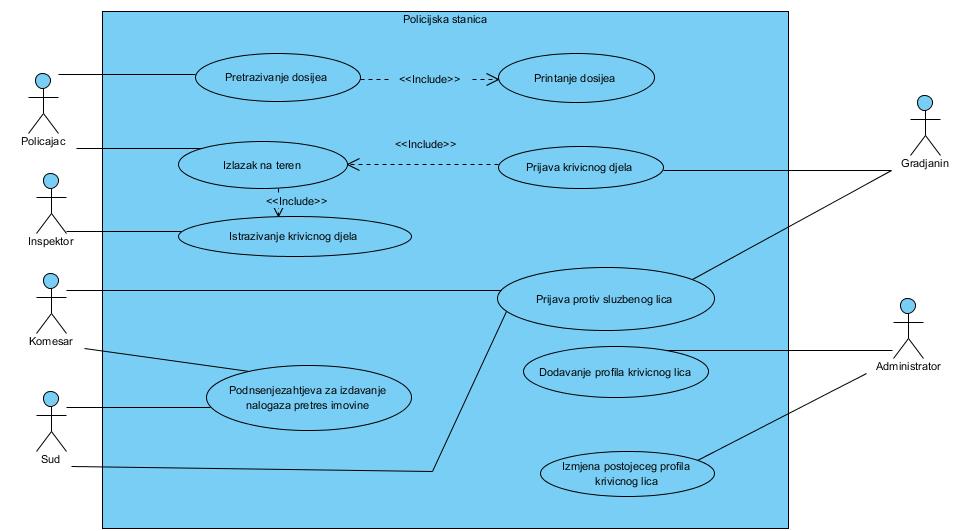 Policijska stanica
Pretrazivanje dosijea
<<Include>>
Printanje dosijea
Policajac
Izlazak na teren
<<Include>>
Prijava krivicnog djela
Gradjanin
<<Include>>
Inspektor
Istrazivanje krivicnog djela
Komesar
Prijava protiv sluzbenog lica
Administrator
Dodavanje profila krivicnog lica
Podnsenjezahtjeva za izdavanje
nalogaza pretres imovine
Sud
Izmjena postojeceg profila
krivicnog lica